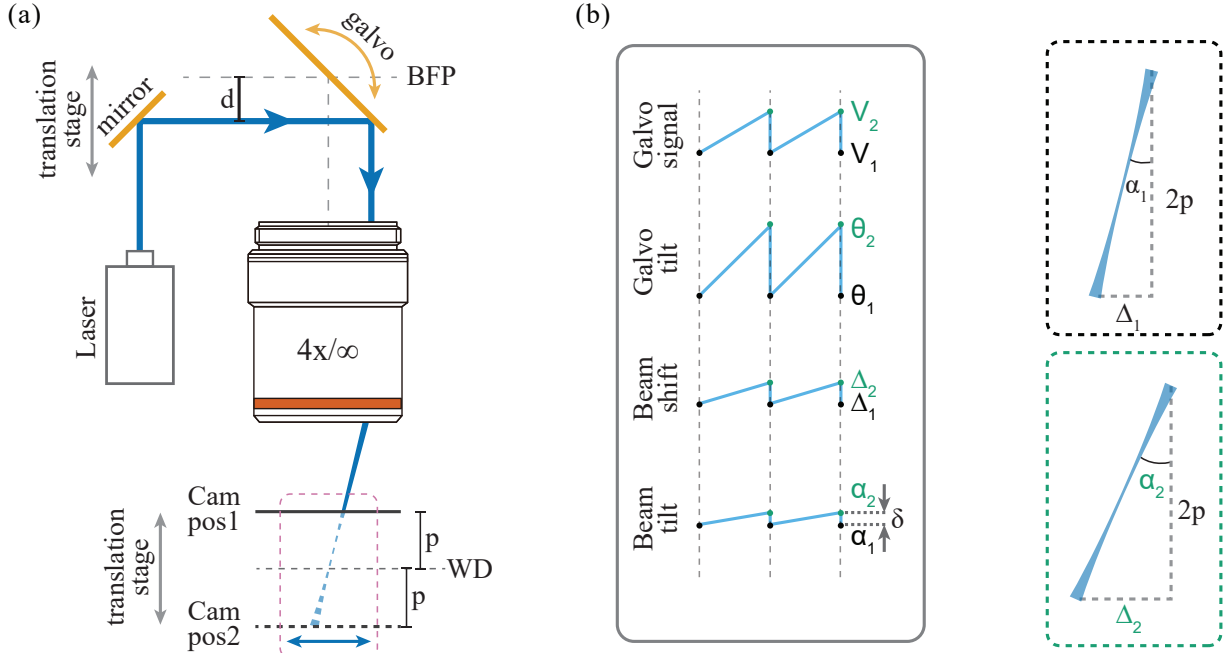 (a)
galvo
BFP
translation
stage
mirror
d
Laser
4x/∞
Cam
pos1
p
WD
translation
stage
p
Cam
pos2
(b)
Galvo
signal
V2
V1
Galvo
tilt
θ2
θ1
Beam
shift
Δ2
Δ1
Beam
tilt
α2
δ
α1
α1
2p
Δ1
α2
2p
Δ2